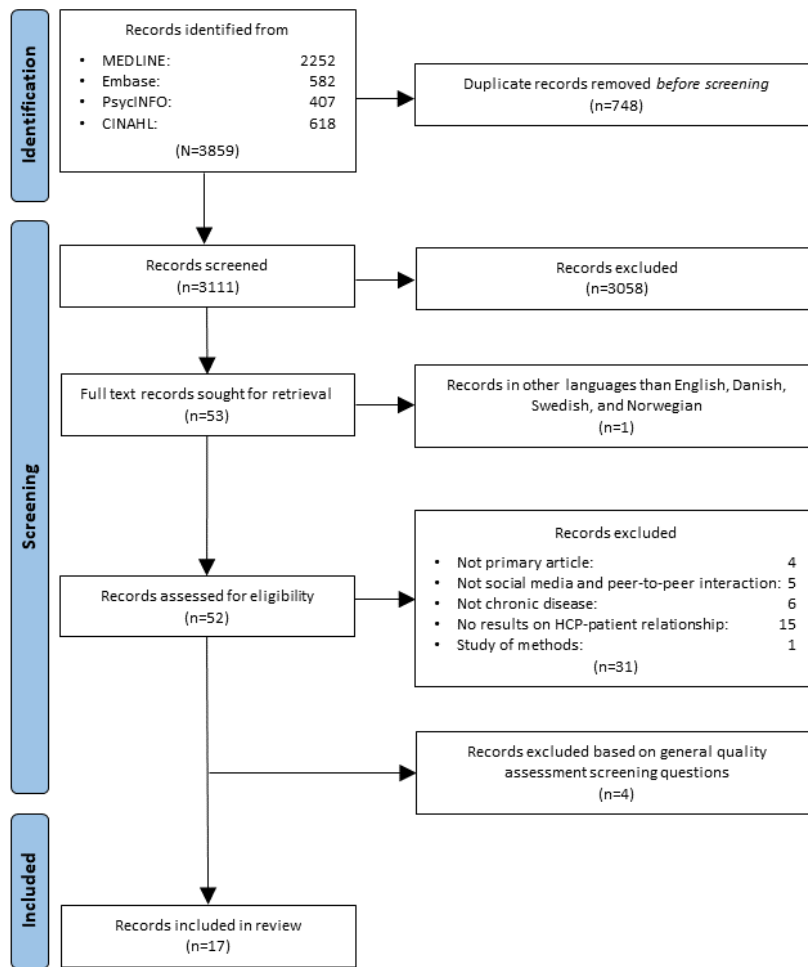 Identification
Records identified from
• MEDLINE: 2252
• Embase: 582
• PsycINFO: 407
• CINAHL: 618
(N=3859)
Duplicate records removed before screening
(n=748)
Screening
Records screened
(n=3111)
Records excluded
(n=3058)
Full text records sought for retrieval
(n=53)
Records in other languages than English, Danish,
Swedish, and Norwegian
(n=1)
Records assessed for eligibility
(n=52)
Records excluded
• Not primary article: 4
• Not social media and peer-to-peer interaction: 5
• Not chronic disease: 6
• No results on HCP-patient relationship: 15
• Study of methods: 1
(n=31)
Records excluded based on general quality
assessment screening questions
(n=4)
Included
Records included in review
(n=17)